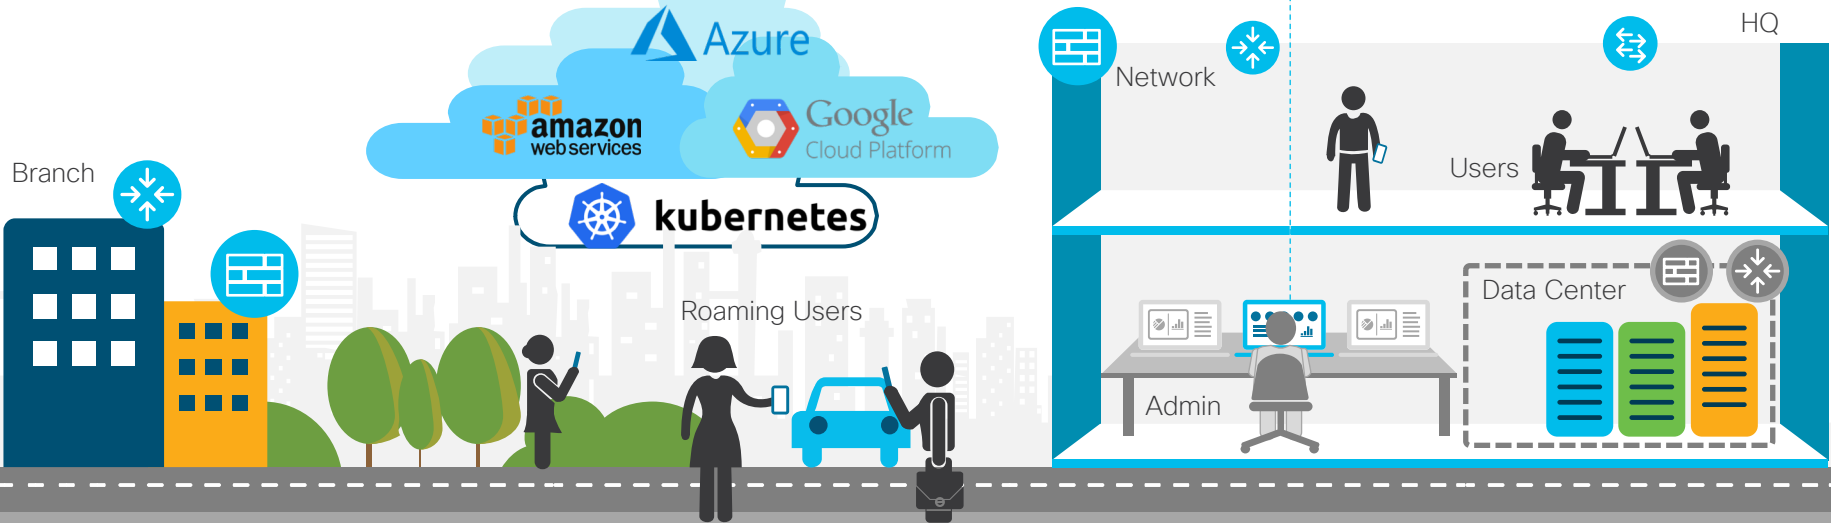 Azure
amazon
web services
Google
Cloud Platform
kubernetes
Branch
Roaming Users
HQ
Network
Users
Data Center
Admin